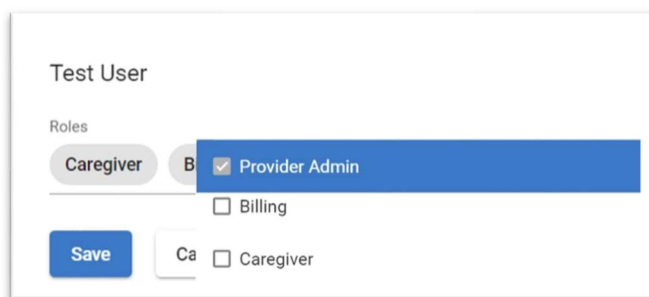 Test User
Roles
Caregiver
Provider Admin
Billing
Save
Caregiver